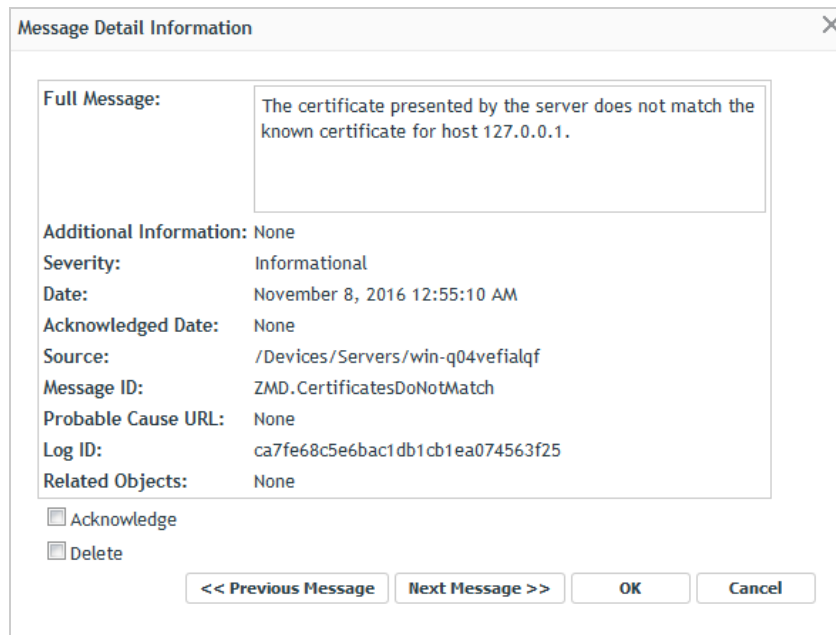 Message Detail Information
Full Message:
The certificate presented by the server does not match the
known certificate for host 127.0.0.1.
Additional Information: None
Severity: Informational
Date: November 8, 2016 12:55:10 AM
Acknowledged Date: None
Source: /Devices/Servers/win-q04vefialqf
Message ID: ZMD.CertificatesDoNotMatch
Probable Cause URL: None
Log ID: ca7fe68c5e6bac1db1cb1ea074563f25
Related Objects: None
Acknowledge
Delete
<< Previous Message Next Message >> OK Cancel